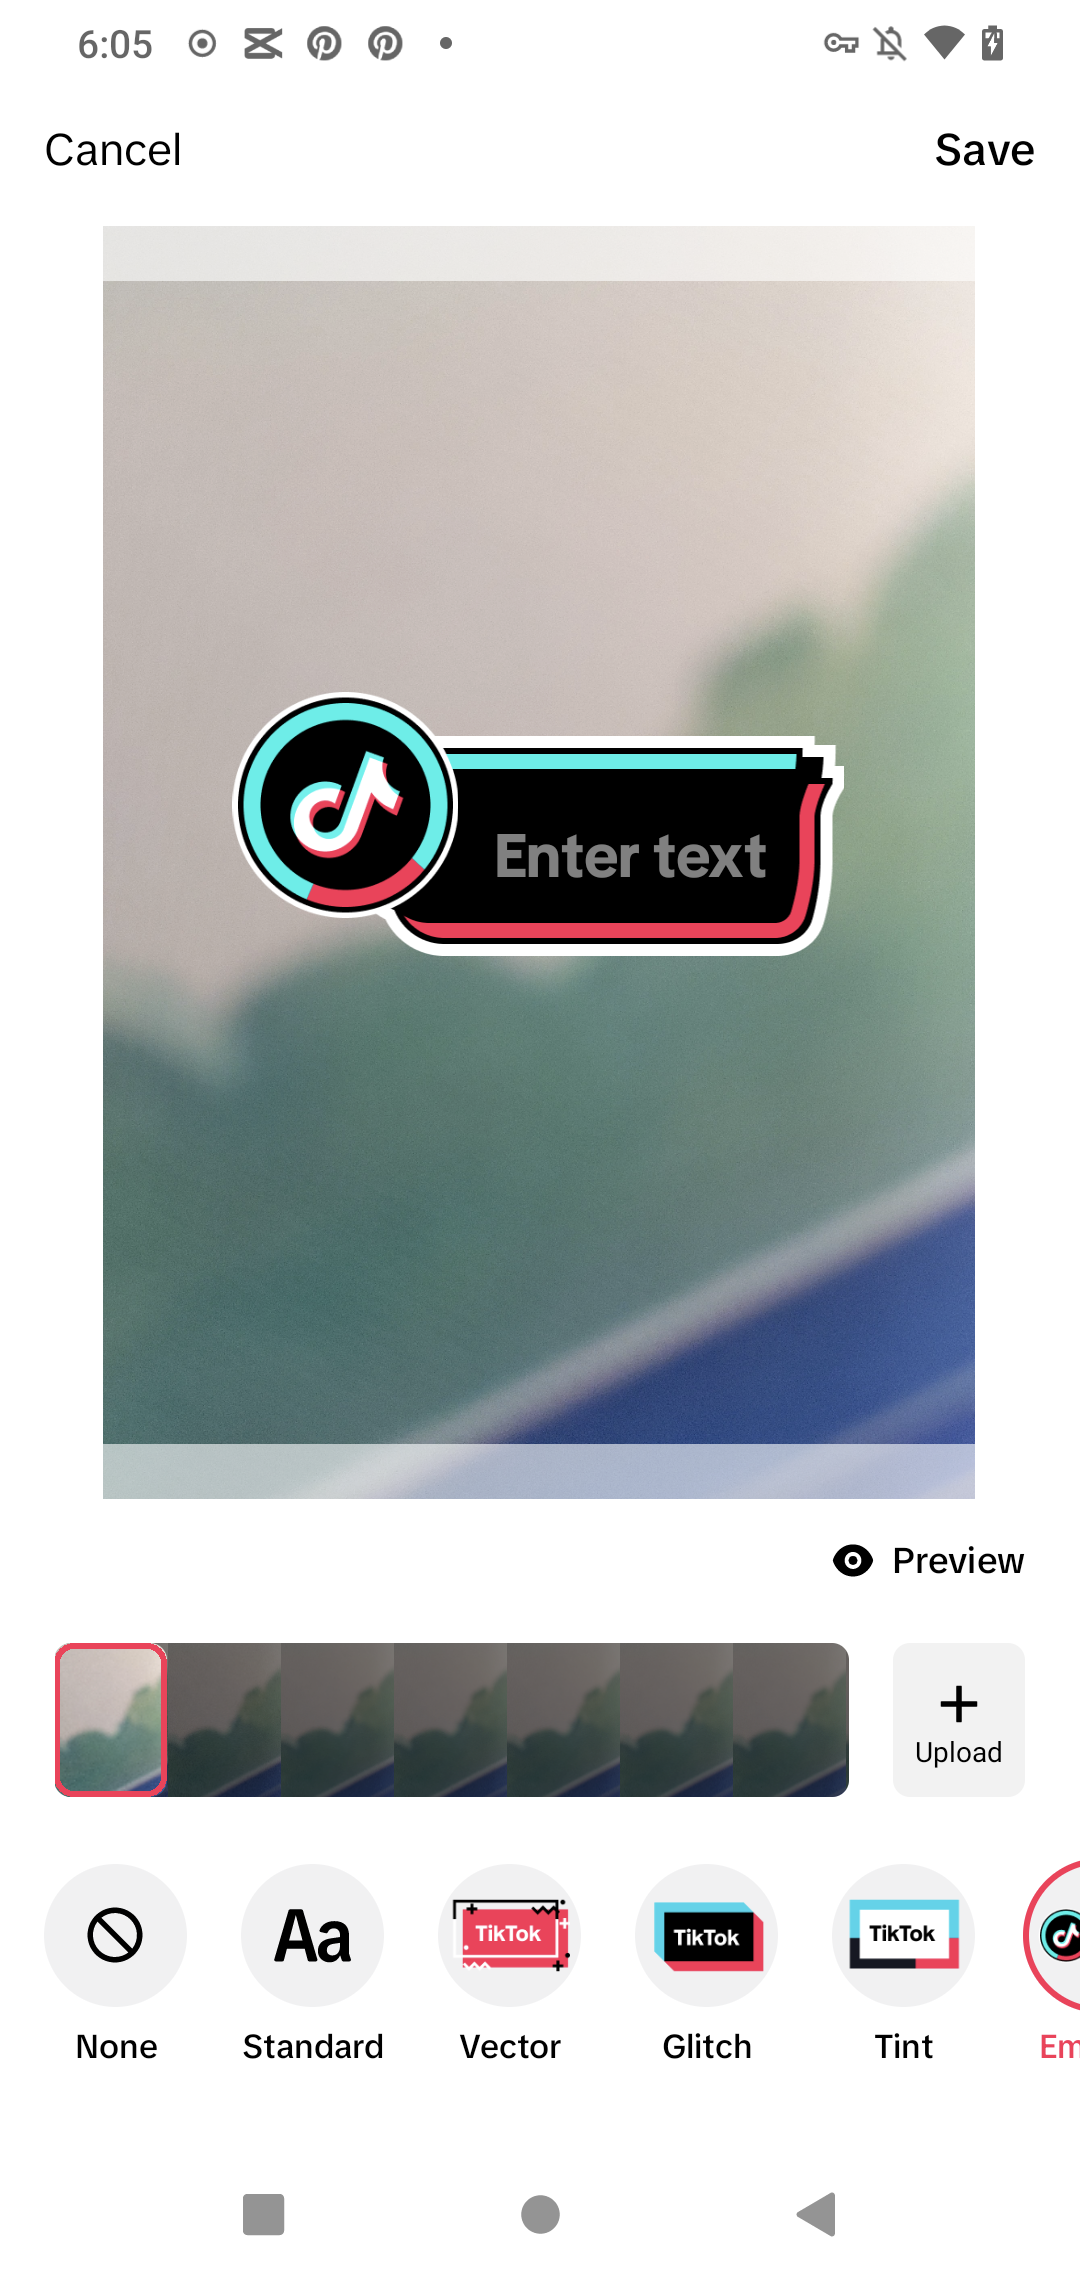 6:05
Cancel
Save
Enter text
Preview
Upload
Aa
TikTok
TikTok
TikTok
None
Standard
Vector
Glitch
Tint
Em